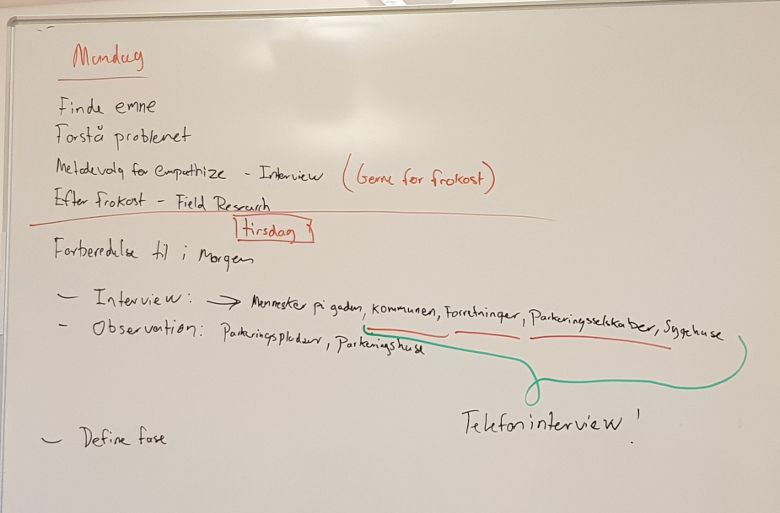 Mandag
Finde emne
Forstå problemet
Metodevalg for empathize - Interview (Gerne før frokost)
Efter frokost - Field Research
tirsdag
Forberedelse til i morgen
- Interview: → Mennesker på gaden, kommunen, Forretninger, Parkeringsselskaber, Sygehuse
- Observation: Parkeringspladser, Parkeringshuse
Telefoninterview!
- Define fase